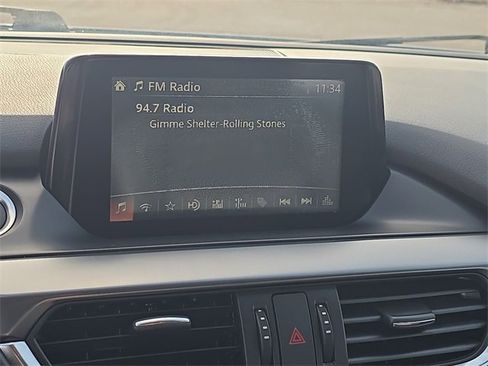 FM Radio 11:34
94.7 Radio
Gimme Shelter-Rolling Stones